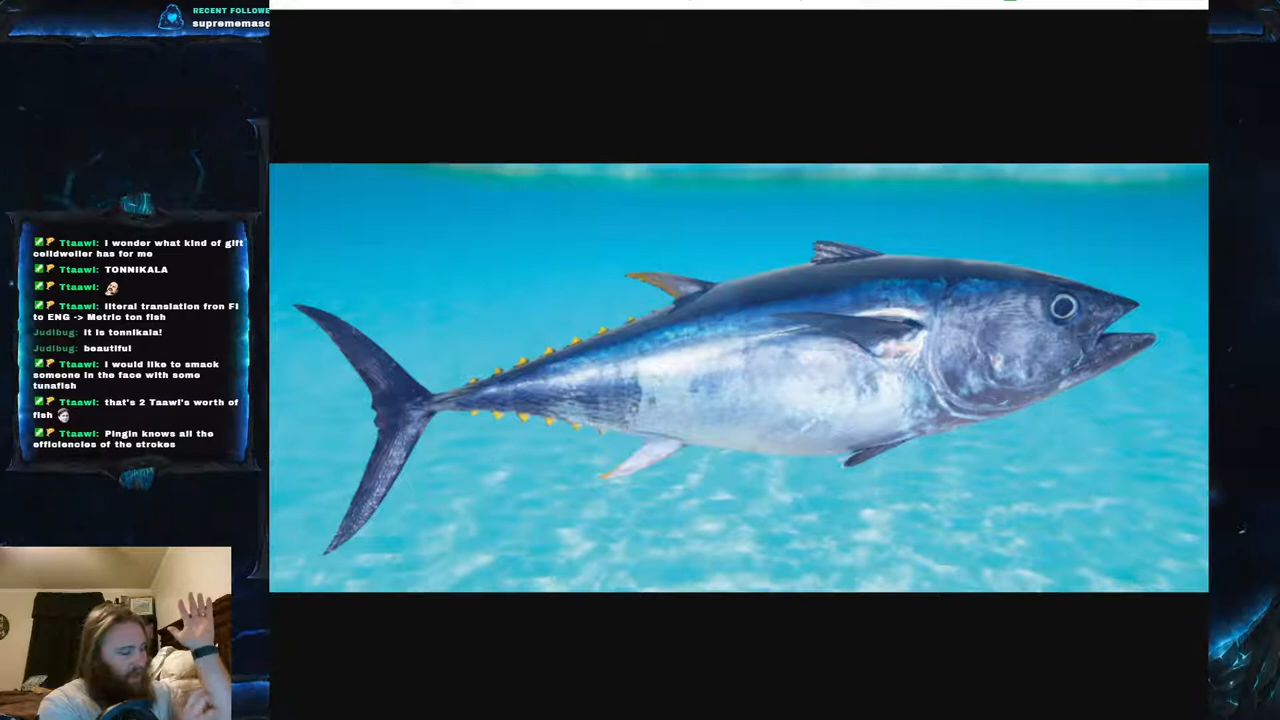 RECENT FOLLOWE
suprememasc
Ttaawi: I wonder what kind of gift
celldweller has for me
Ttaawi: TONNIKALA
Ttaawi:
Ttaawi: literal translation fron FI
to ENG -> Metric ton fish
Judibug: It is tonnikala!
Judibug: beautiful
Ttaawi: I would like to smack
someone in the face with some
tunafish
Ttaawi: that's 2 Taawi's worth of
fish
Ttaawi: Pingin knows all the
efficiencies of the strokes